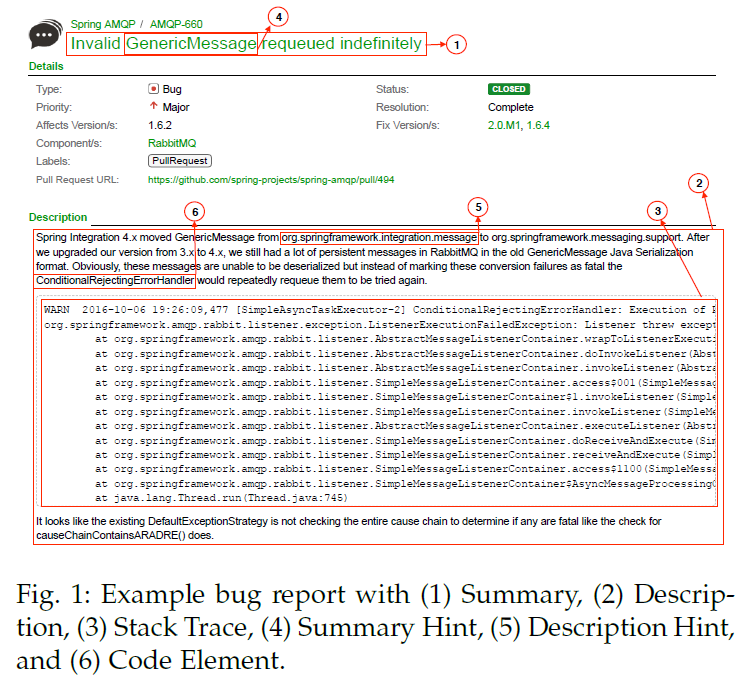 4
Spring AMQP / AMQP-660
Invalid GenericMessage requeued indefinitely
1
Details
Type: Bug Status: CLOSED
Priority: Major Resolution: Complete
Affects Version/s: 1.6.2 Fix Version/s: 2.0.M1, 1.6.4
Component/s: RabbitMQ
Labels: PullRequest
Pull Request URL: https://github.com/spring-projects/spring-amqp/pull/494
2
6 5 3
Description
Spring Integration 4.x moved GenericMessage from org.springframework.integration.message to org.springframework.messaging.support. After
we upgraded our version from 3.x to 4.x, we still had a lot of persistent messages in RabbitMQ in the old GenericMessage Java Serialization
format. Obviously, these messages are unable to be deserialized but instead of marking these conversion failures as fatal the
ConditionalRejectingErrorHandler would repeatedly requeue them to be tried again.
WARN 2016-10-06 19:26:09,477 [SimpleAsyncTaskExecutor-2] ConditionalRejectingErrorHandler: Execution of
org.springframework.amqp.rabbit.listener.exception.ListenerExecutionFailedException: Listener threw except
at org.springframework.amqp.rabbit.listener.AbstractMessageListenerContainer.wrapToListenerExecuti
at org.springframework.amqp.rabbit.listener.AbstractMessageListenerContainer.doInvokeListener(Abst
at org.springframework.amqp.rabbit.listener.AbstractMessageListenerContainer.invokeListener(Abstra
at org.springframework.amqp.rabbit.listener.SimpleMessageListenerContainer.access$001(SimpleMessag
at org.springframework.amqp.rabbit.listener.SimpleMessageListenerContainer$1.invokeListener(Simple
at org.springframework.amqp.rabbit.listener.SimpleMessageListenerContainer.invokeListener(SimpleMe
at org.springframework.amqp.rabbit.listener.AbstractMessageListenerContainer.executeListener(Abst
at org.springframework.amqp.rabbit.listener.SimpleMessageListenerContainer.doReceiveAndExecute(Sim
at org.springframework.amqp.rabbit.listener.SimpleMessageListenerContainer.receiveAndExecute(Simpl
at org.springframework.amqp.rabbit.listener.SimpleMessageListenerContainer.access$1100(SimpleMessa
at org.springframework.amqp.rabbit.listener.SimpleMessageListenerContainer$AsyncMessageProcessingC
at java.lang.Thread.run(Thread.java:745)
It looks like the existing DefaultExceptionStrategy is not checking the entire cause chain to determine if any are fatal like the check for
causeChainContainsARADRE() does.
Fig. 1: Example bug report with (1) Summary, (2) Descrip-
tion, (3) Stack Trace, (4) Summary Hint, (5) Description Hint,
and (6) Code Element.